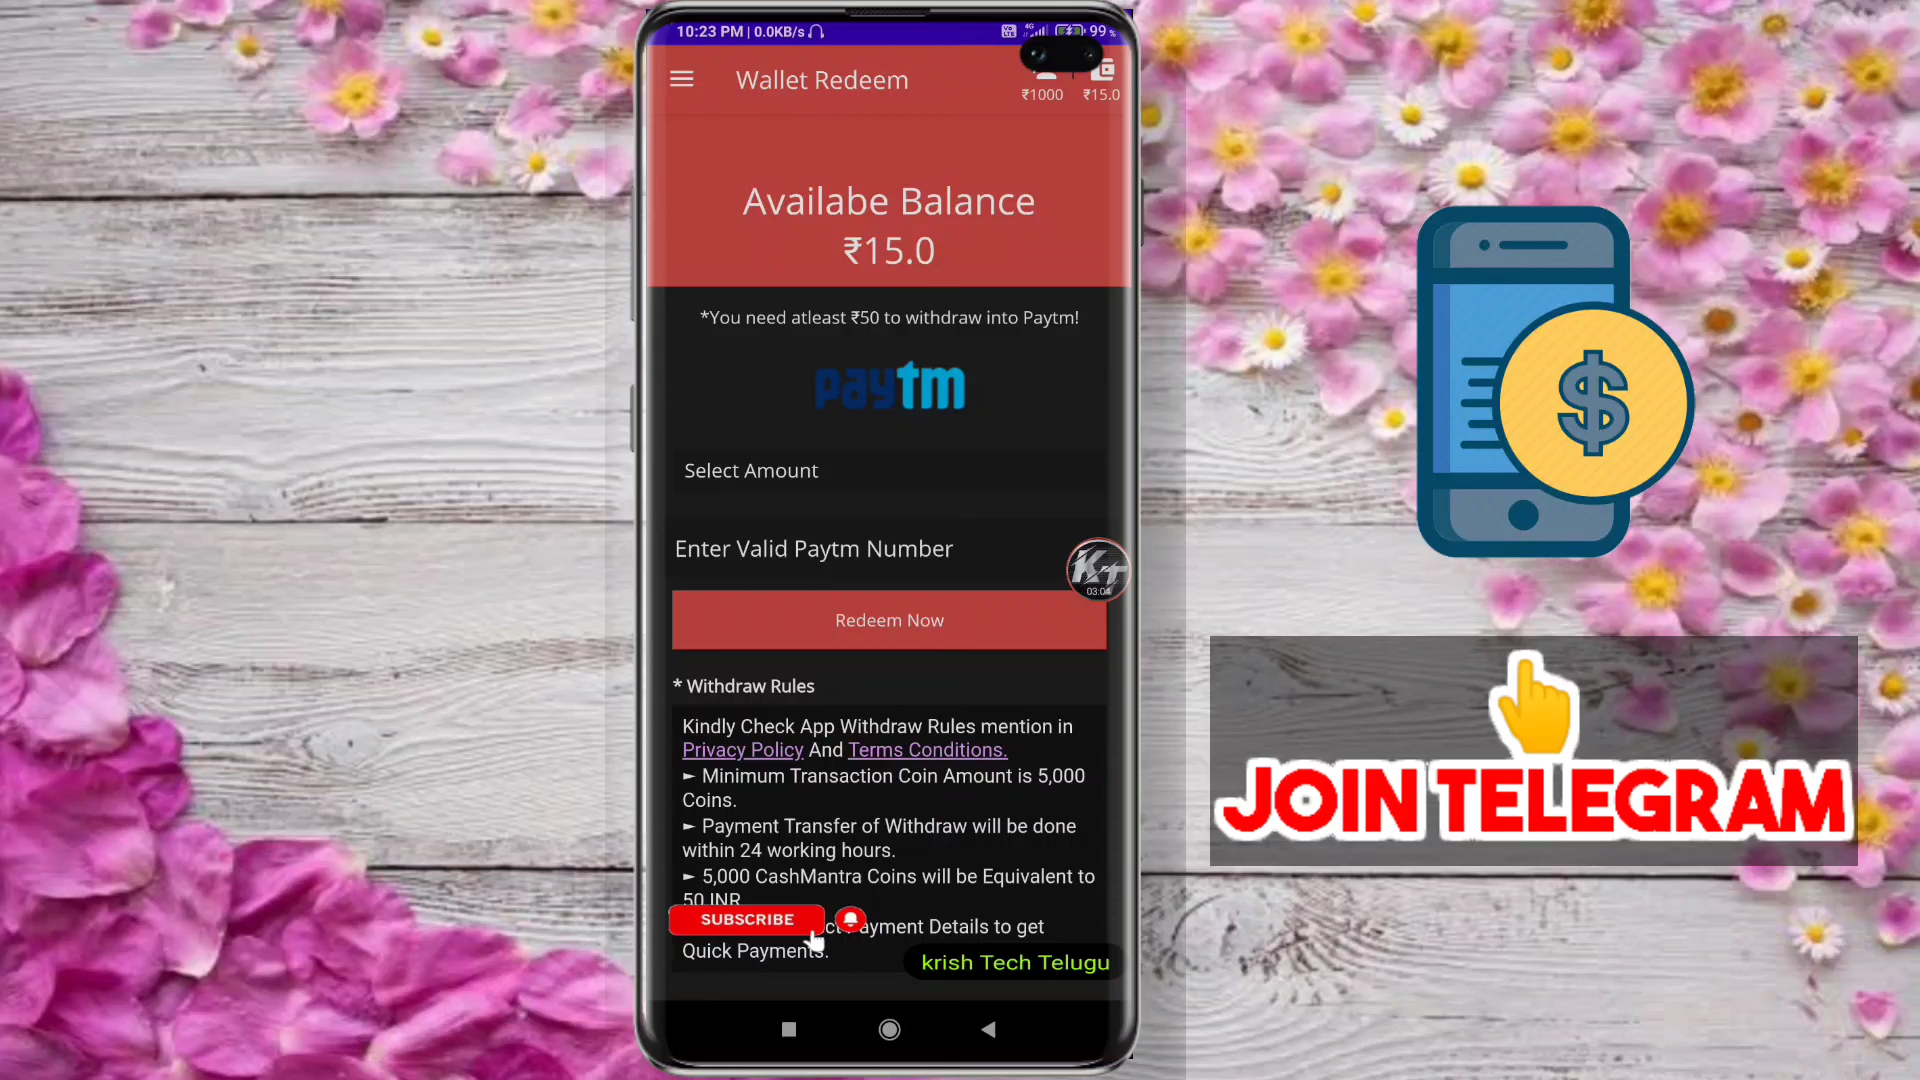 10:23 PM | 0.0KB/s
4G
99%
Wallet Redeem
₹1000
₹15.0
Availabe Balance
₹15.0
*You need atleast ₹50 to withdraw into Paytm!
paytm
Select Amount
Enter Valid Paytm Number
KT
03:04
Redeem Now
* Withdraw Rules
Kindly Check App Withdraw Rules mention in
Privacy Policy And Terms Conditions.
► Minimum Transaction Coin Amount is 5,000
Coins.
► Payment Transfer of Withdraw will be done
within 24 working hours.
► 5,000 CashMantra Coins will be Equivalent to
50 INR
SUBSCRIBE
Payment Details to get
Quick Payments.
krish Tech Telugu
$
JOIN TELEGRAM